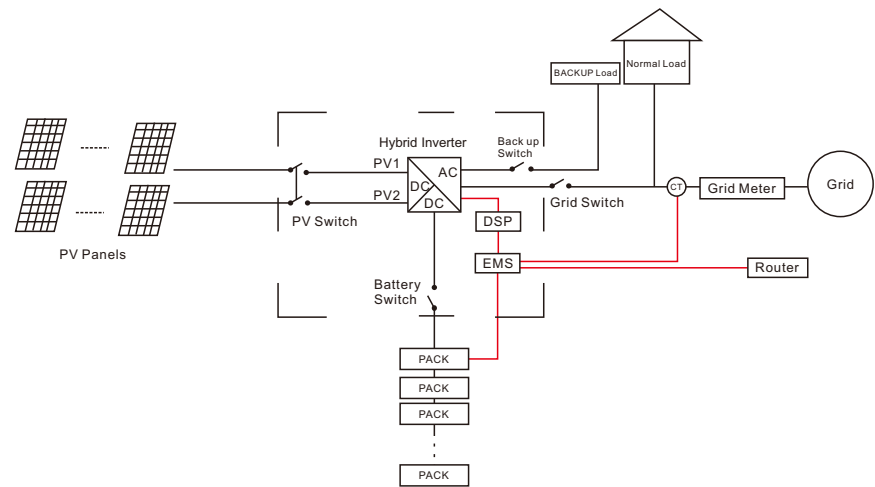 BACKUP Load
Normal Load
Hybrid Inverter
Back up
Switch
PV1
AC
DC
PV2
DC
CT
Grid Meter
Grid
PV Switch
Grid Switch
DSP
PV Panels
EMS
Router
Battery
Switch
PACK
PACK
PACK
PACK